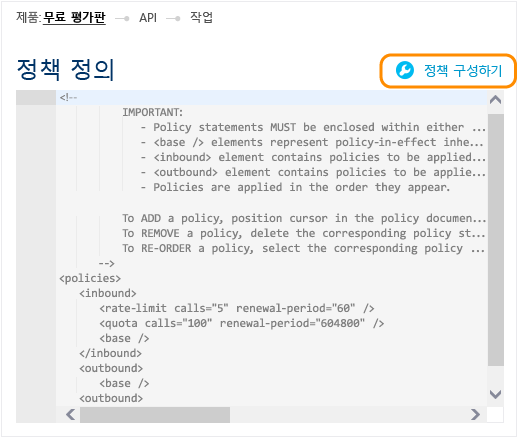 제품: 무료 평가판 API 작업
정책 정의
정책 구성하기
<!--
IMPORTANT:
- Policy statements MUST be enclosed within either ...
- <base /> elements represent policy-in-effect inhe...
- <inbound> element contains policies to be applied...
- <outbound> element contains policies to be applie...
- Policies are applied in the order they appear.
To ADD a policy, position cursor in the policy documen...
To REMOVE a policy, delete the corresponding policy st...
To RE-ORDER a policy, select the corresponding policy ...
-->
<policies>
<inbound>
<rate-limit calls="5" renewal-period="60" />
<quota calls="100" renewal-period="604800" />
<base />
</inbound>
<outbound>
<base />
<outbound>